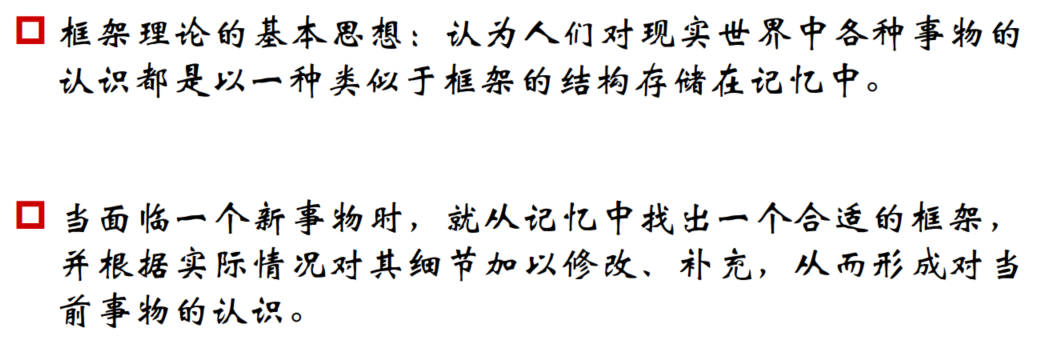 框架理论的基本思想：认为人们对现实世界中各种事物的
认识都是以一种类似于框架的结构存储在记忆中。
当面临一个新事物时，就从记忆中找出一个合适的框架，
并根据实际情况对其细节加以修改、补充，从而形成对当
前事物的认识。